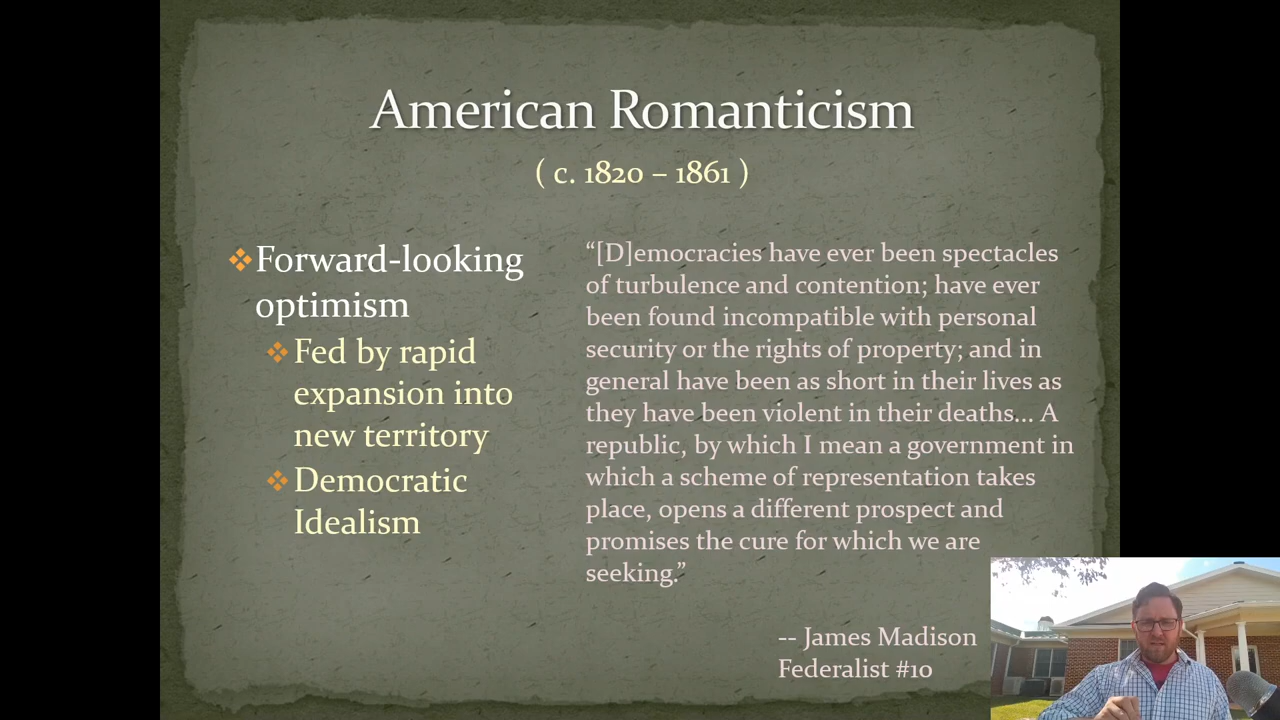 American Romanticism
( c. 1820 – 1861 )
❖Forward-looking
optimism
❖Fed by rapid
expansion into
new territory
❖Democratic
Idealism
“[D]emocracies have ever been spectacles
of turbulence and contention; have ever
been found incompatible with personal
security or the rights of property; and in
general have been as short in their lives as
they have been violent in their deaths… A
republic, by which I mean a government in
which a scheme of representation takes
place, opens a different prospect and
promises the cure for which we are
seeking.”
-- James Madison
Federalist #10